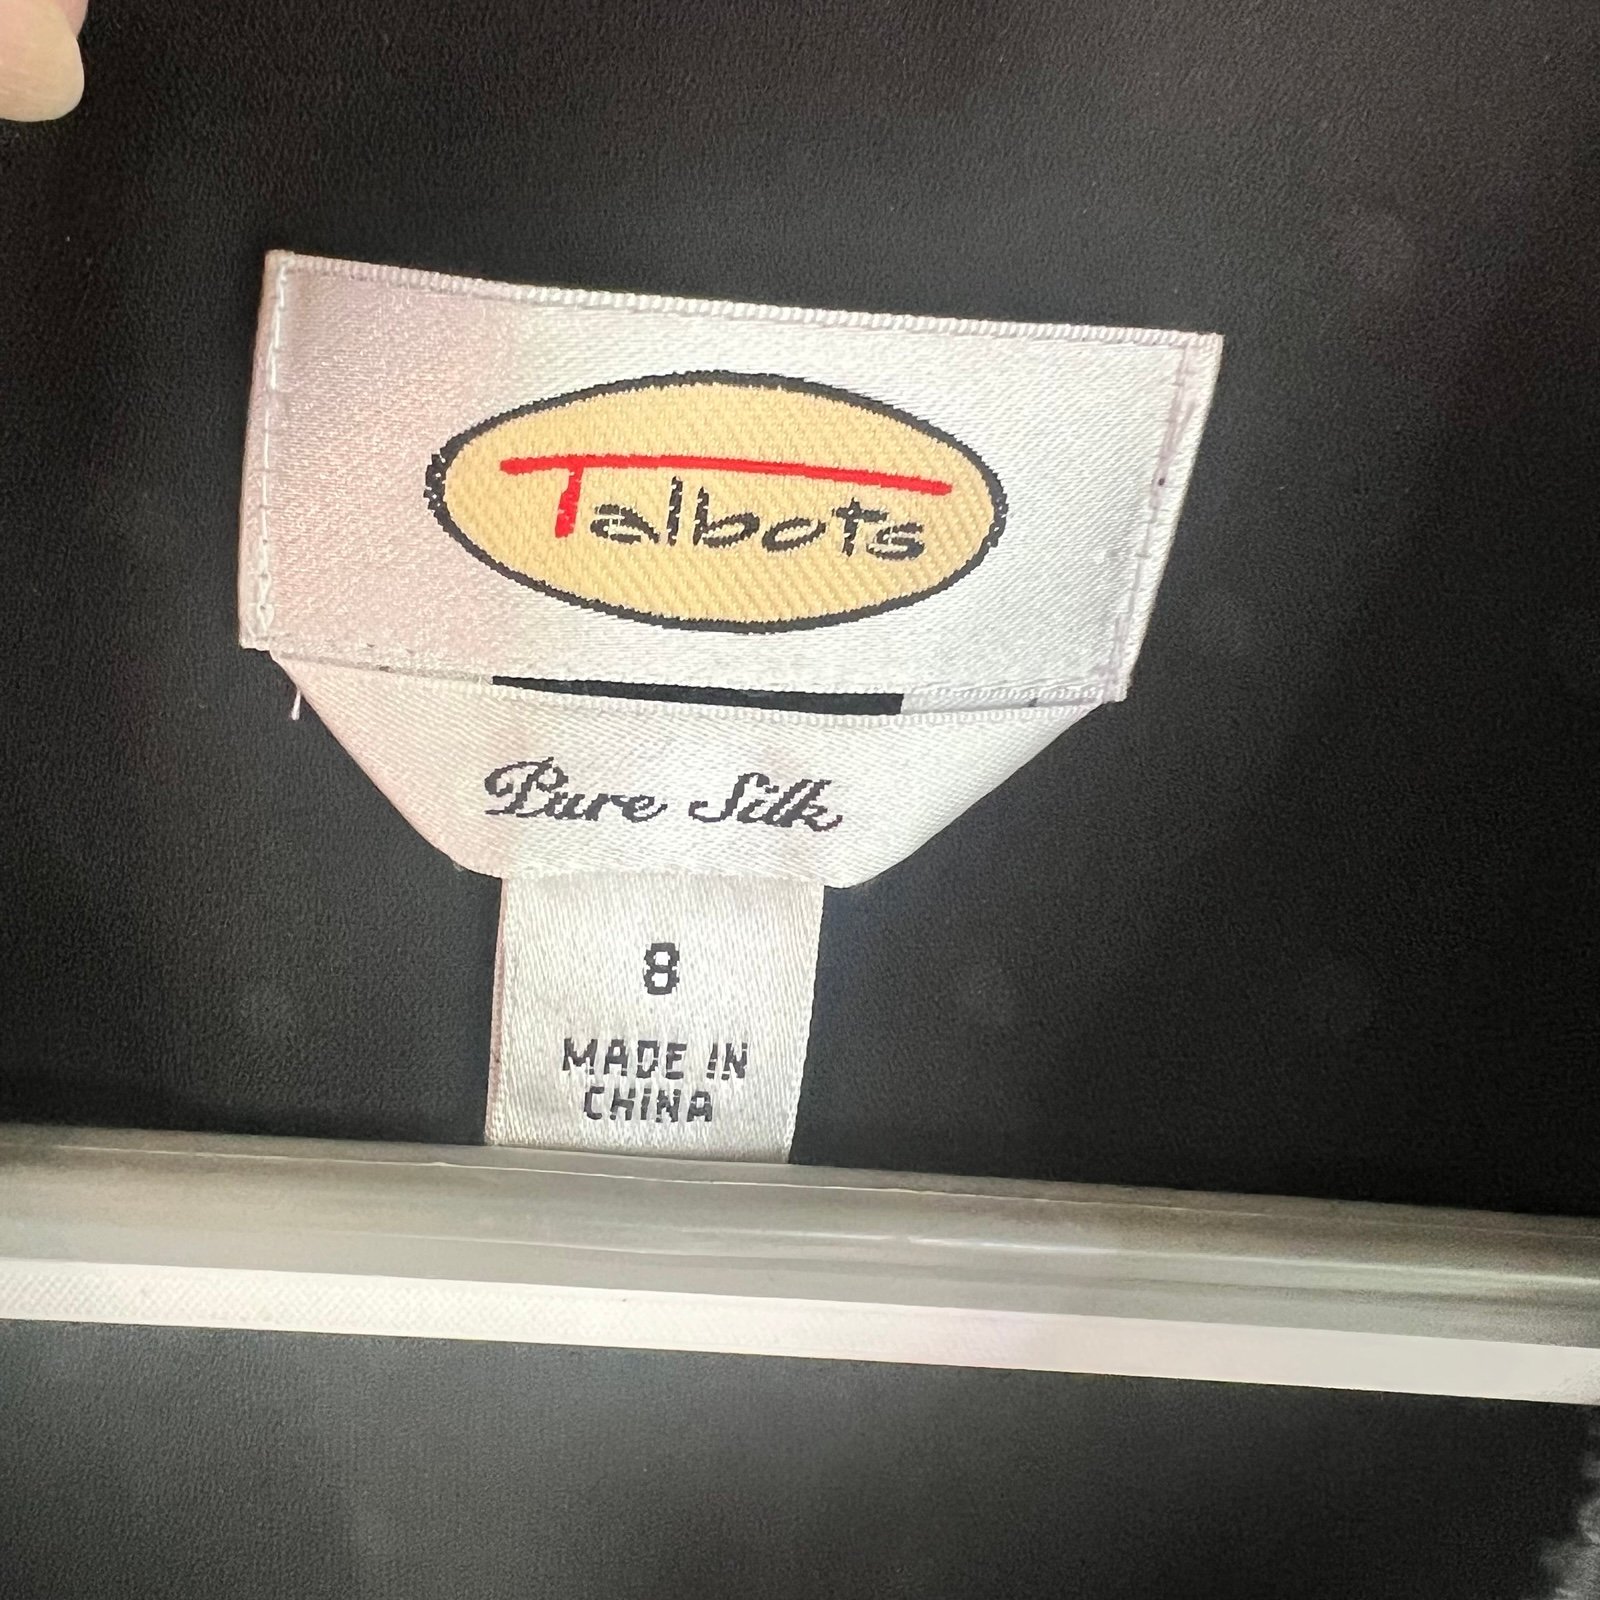 Talbots
Pure Silk
8
MADE IN
CHINA